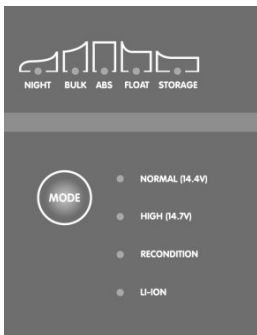 NIGHT BULK ABS FLOAT STORAGE
MODE
NORMAL (14.4V)
HIGH (14.7V)
RECONDITION
LI-ION